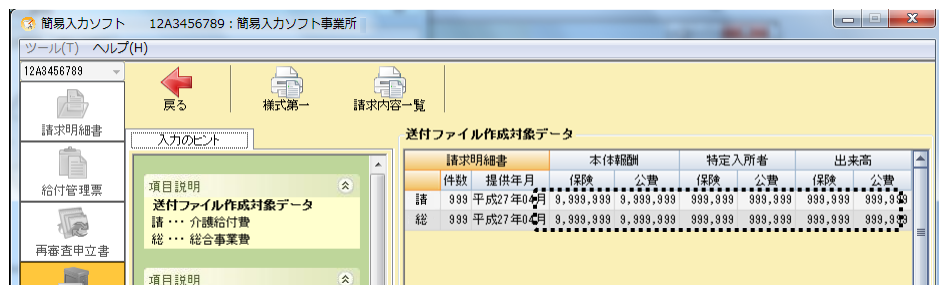 簡易入力ソフト 12A3456789：簡易入力ソフト事業所
ツール(T) ヘルプ(H)
12A3456789
戻る 様式第一 請求内容一覧
請求明細書
給付管理票
再審査申立書
入力のヒント
項目説明
送付ファイル作成対象データ
請 ･･･ 介護給付費
総 ･･･ 総合事業費
項目説明
送付ファイル作成対象データ
請求明細書 本体報酬 特定入所者 出来高
件数 提供年月 保険 公費 保険 公費 保険 公費
請 999 平成27年04月 9,999,999 9,999,999 999,999 999,999 999,999 999,999
総 999 平成27年04月 9,999,999 9,999,999 999,999 999,999 999,999 999,999